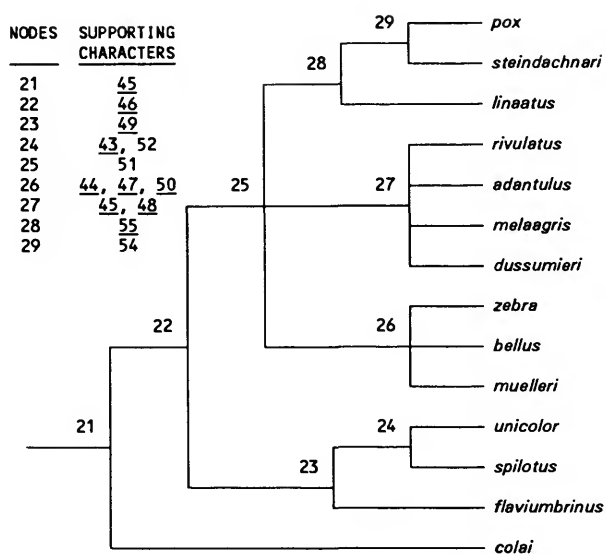 NODES SUPPORTING
CHARACTERS
21 45
22 46
23 49
24 43, 52
25 51
26 44, 47, 50
27 45, 48
28 55
29 54
29
pox
steindachnari
28
linaatus
rivulatus
25
27
adantulus
melaagris
dussumieri
zebra
22
26
bellus
muelleri
21
24
unicolor
23
spilotus
flaviumbrinus
colai